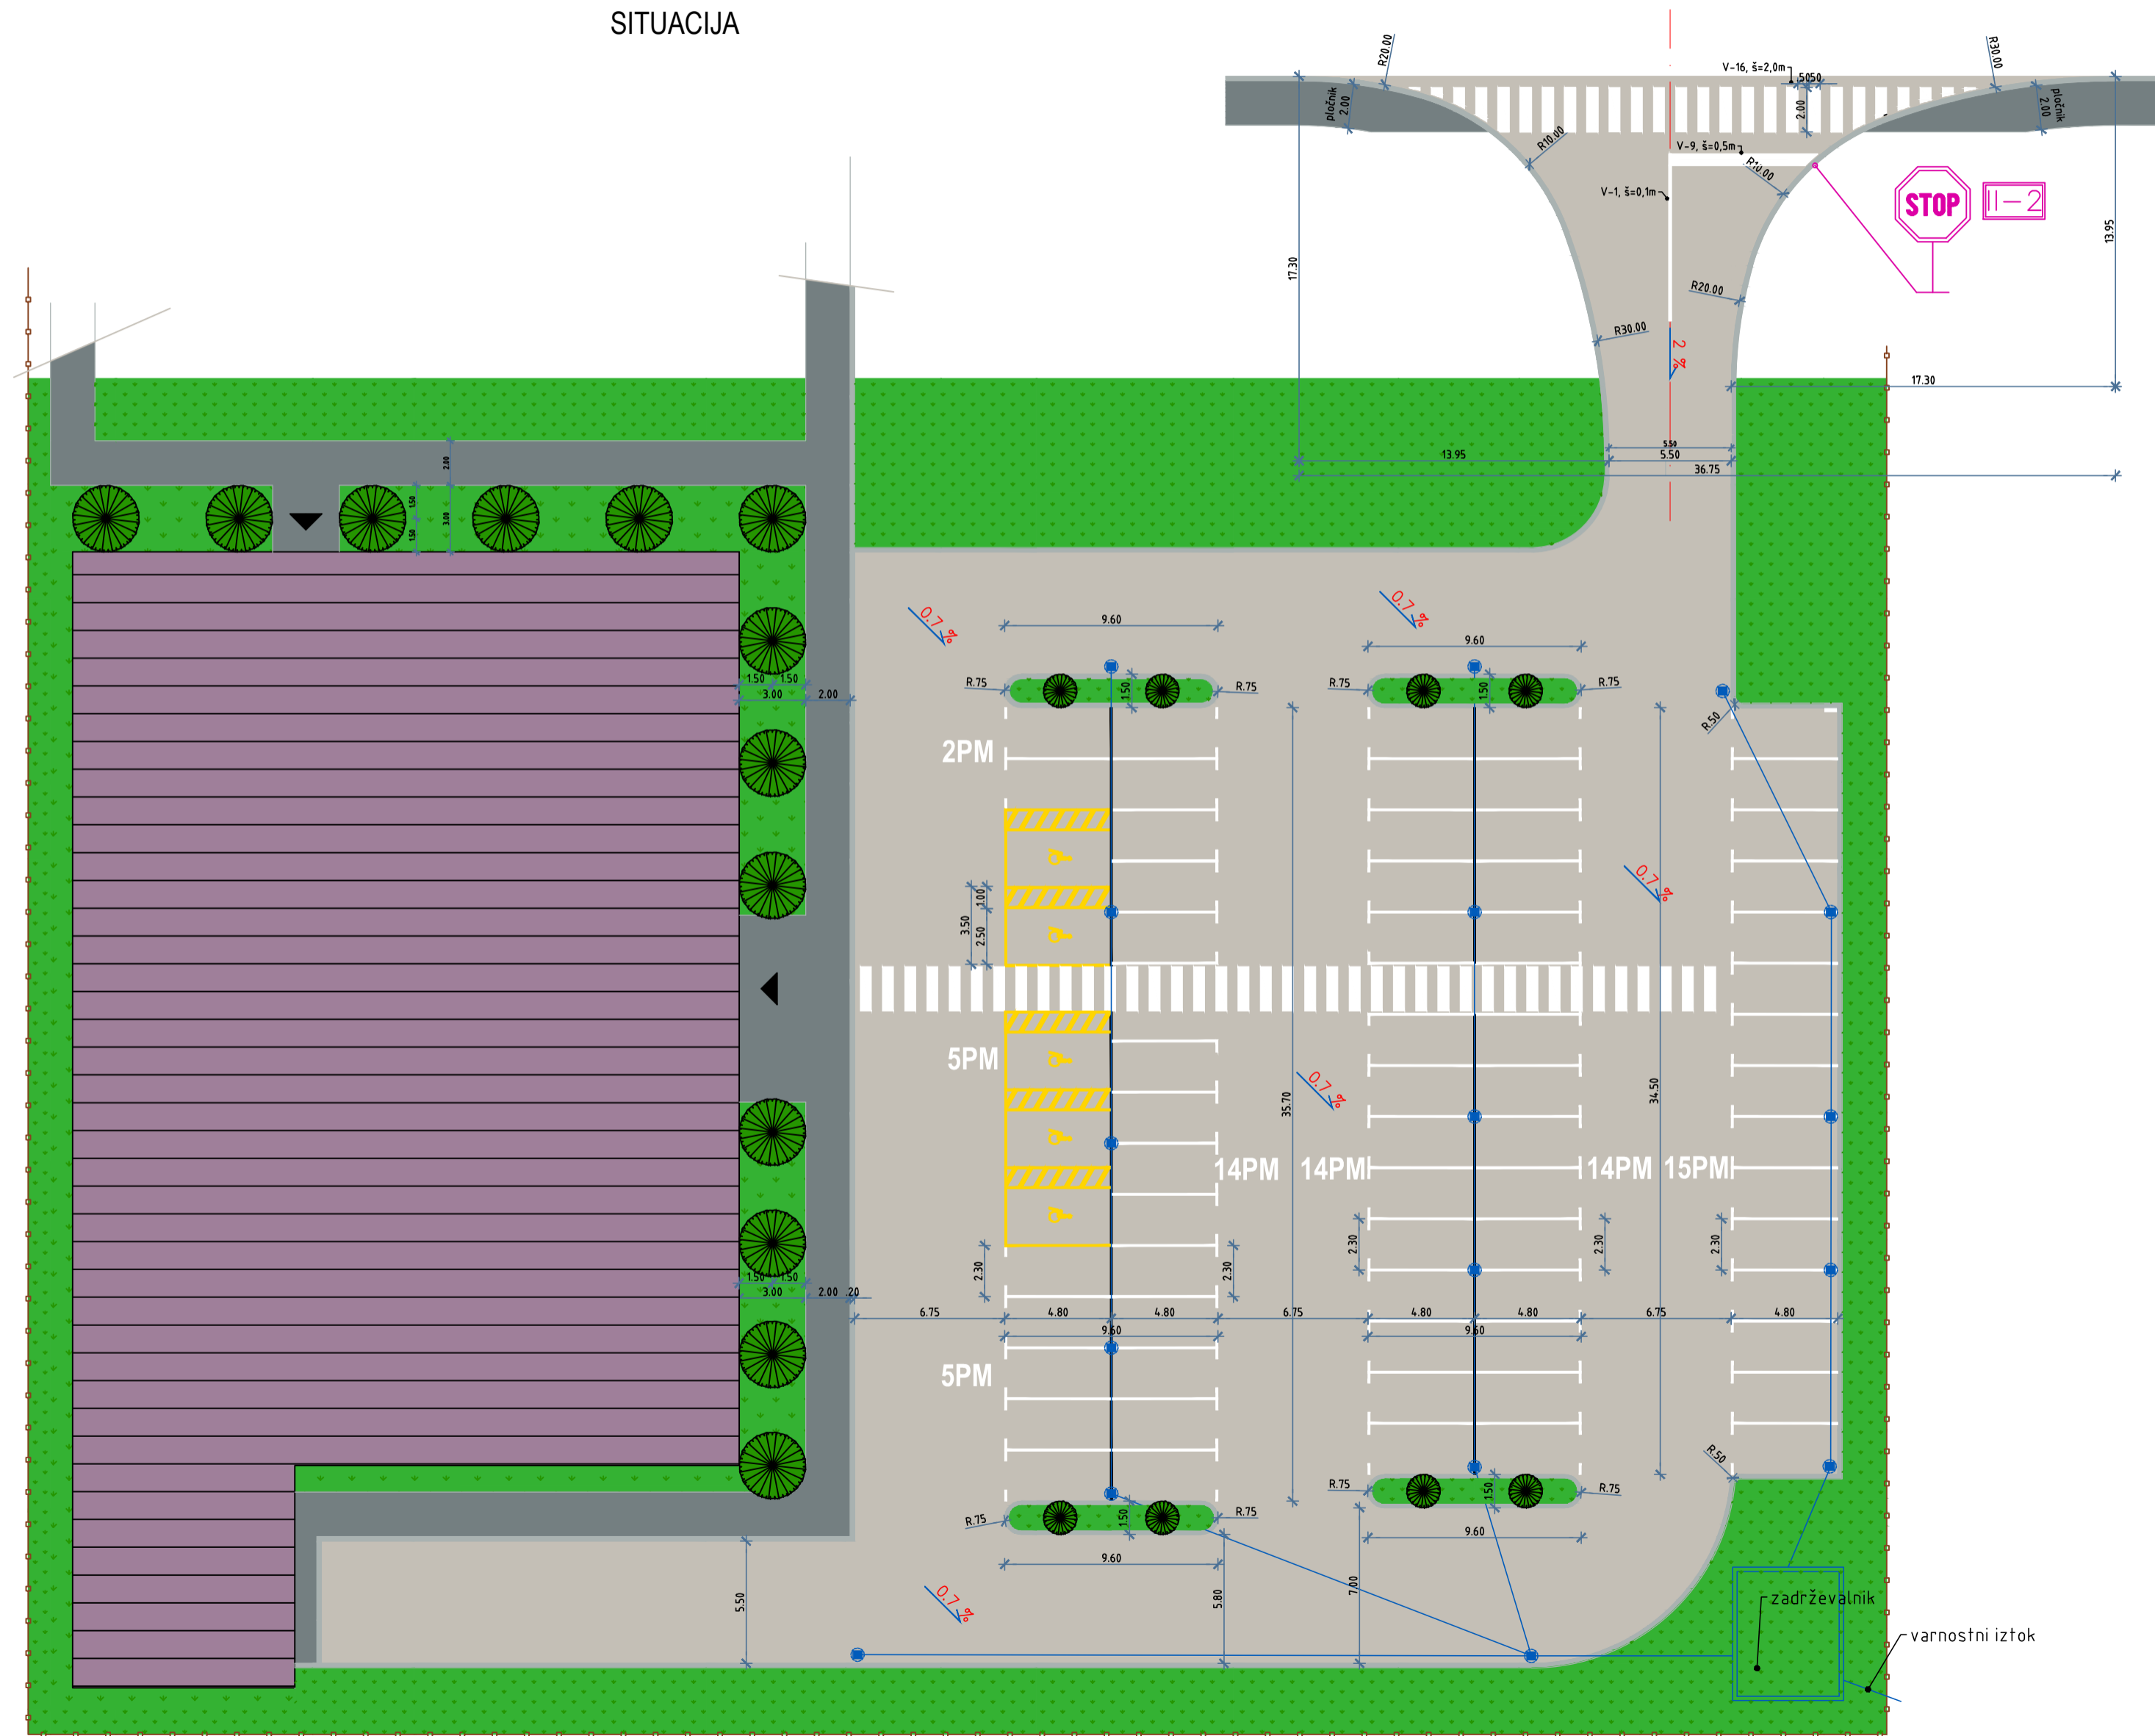 SITUACIJA
R20.00
R30.00
V-16, š=2,0m
5050
pločnik
2.00
2.00
2.00
pločnik
V-9, š=0,5m
R10.00
R10.00
V-1, š=0,1m
STOP
II-2
17.30
13.95
R20.00
R30.00
2 %
17.30
5.50
13.95
5.50
36.75
2.00
1.50
3.00
1.50
0.7 %
0.7 %
9.60
9.60
R.75
1.50
R.75
R.75
1.50
R.75
1.50
1.50
3.00
2.00
R.50
2PM
0.7 %
3.50
1.00
2.50
5PM
0.7 %
35.70
34.50
14PM
14PM
14PM
15PM
2.30
2.30
2.30
2.30
2.30
1.50
1.50
3.00
2.00
.20
6.75
4.80
4.80
6.75
4.80
4.80
6.75
4.80
9.60
9.60
5PM
R.50
R.75
1.50
R.75
R.75
1.50
R.75
9.60
9.60
5.50
0.7 %
5.80
7.00
zadrževalnik
varnostni iztok